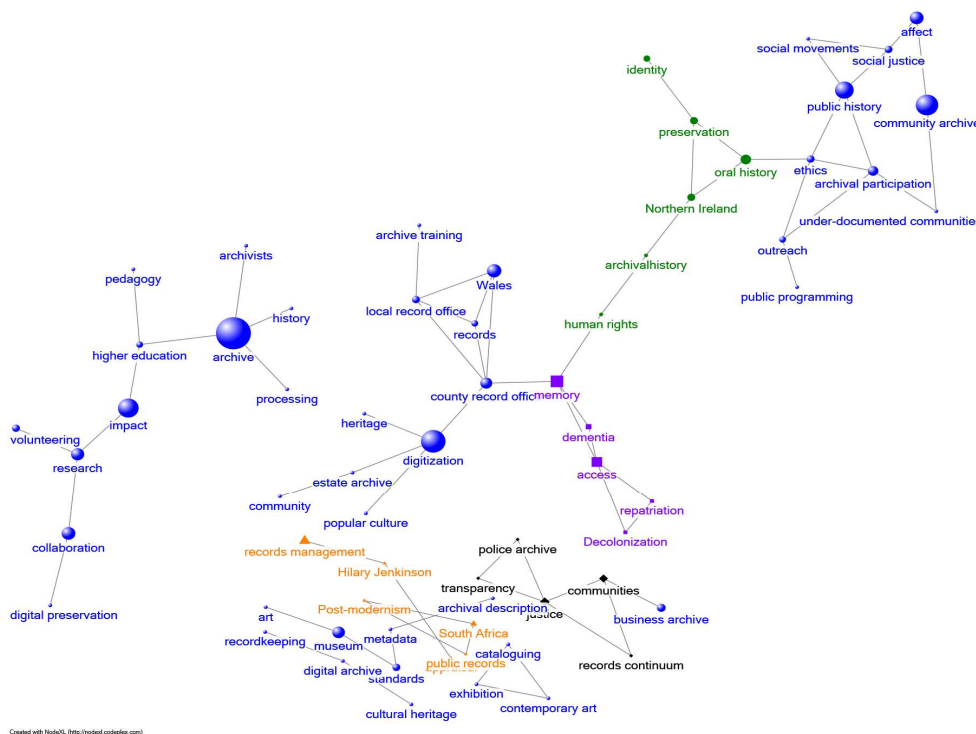 affect
social movements
social justice
identity
public history
community archive
preservation
oral history
ethics
archival participation
Northern Ireland
under-documented communitie
archive training
outreach
archivists
archivalhistory
pedagogy
Wales
public programming
local record office
history
human rights
records
higher education
archive
county record offic
memory
processing
heritage
impact
dementia
volunteering
digitization
research
access
estate archive
community
repatriation
popular culture
Decolonization
collaboration
records management
police archive
Hilary Jenkinson
transparency
communities
digital preservation
Post-modernism
archival description
justice
business archive
art
South Africa
recordkeeping
museum
metadata
cataloguing
public records
records continuum
digital archive
standards
exhibition
contemporary art
cultural heritage
Created with NodeXL (http://nodexl.codeplex.com)